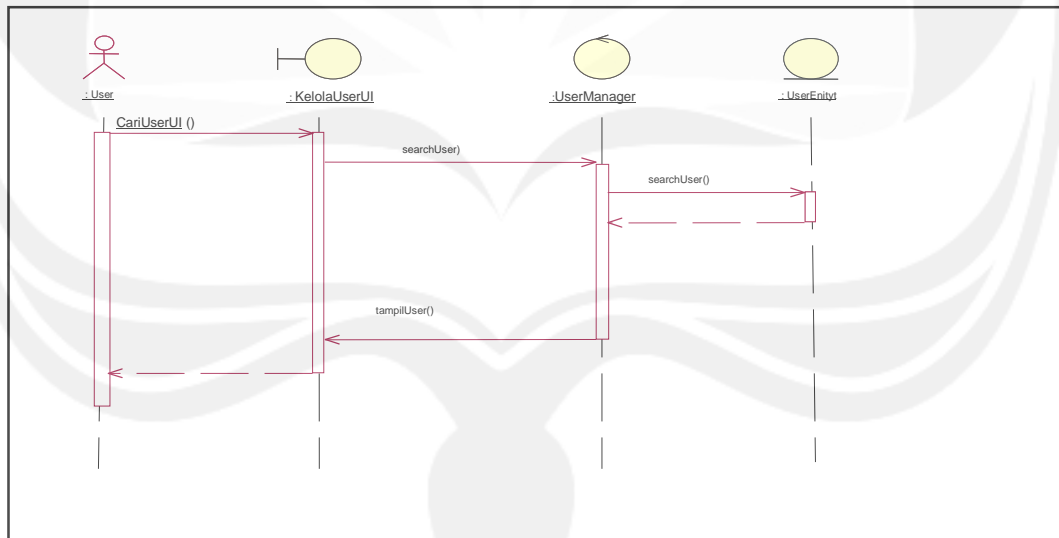 : User
: KelolaUserUI
:UserManager
: UserEnityt
CariUserUI ()
searchUser)
searchUser()
tampilUser()